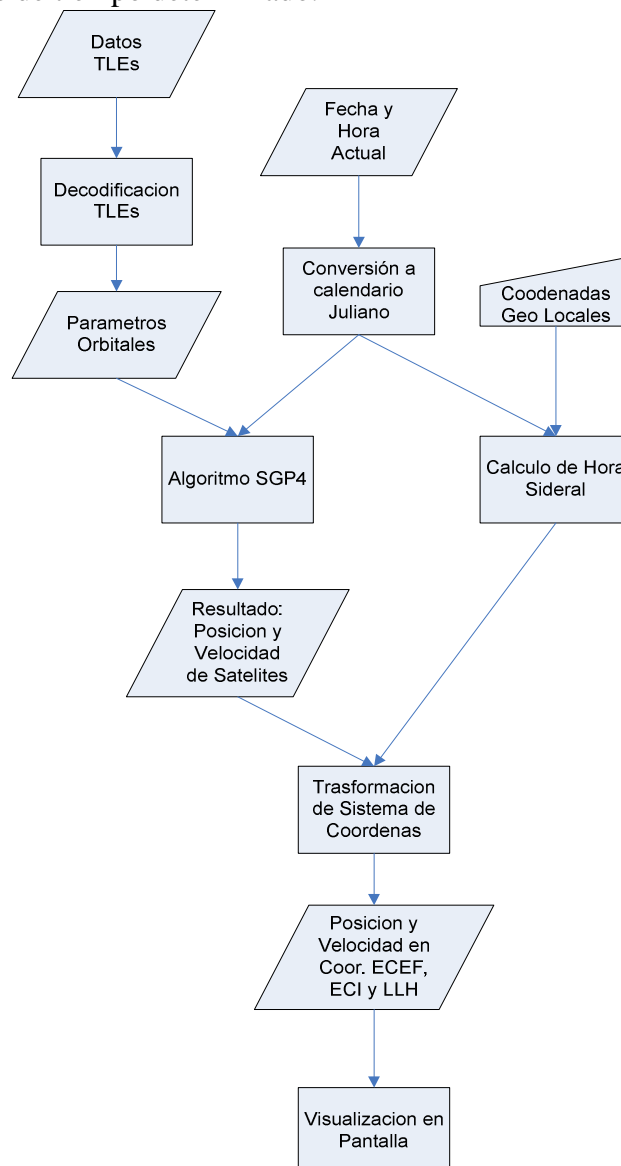 Datos
TLEs
Fecha y
Hora
Actual
Decodificacion
TLEs
Conversión a
calendario
Juliano
Coodenadas
Geo Locales
Parametros
Orbitales
Algoritmo SGP4
Calculo de Hora
Sideral
Resultado:
Posicion y
Velocidad
de Satelites
Trasformacion
de Sistema de
Coordenas
Posicion y
Velocidad en
Coor. ECEF,
ECI y LLH
Visualizacion en
Pantalla